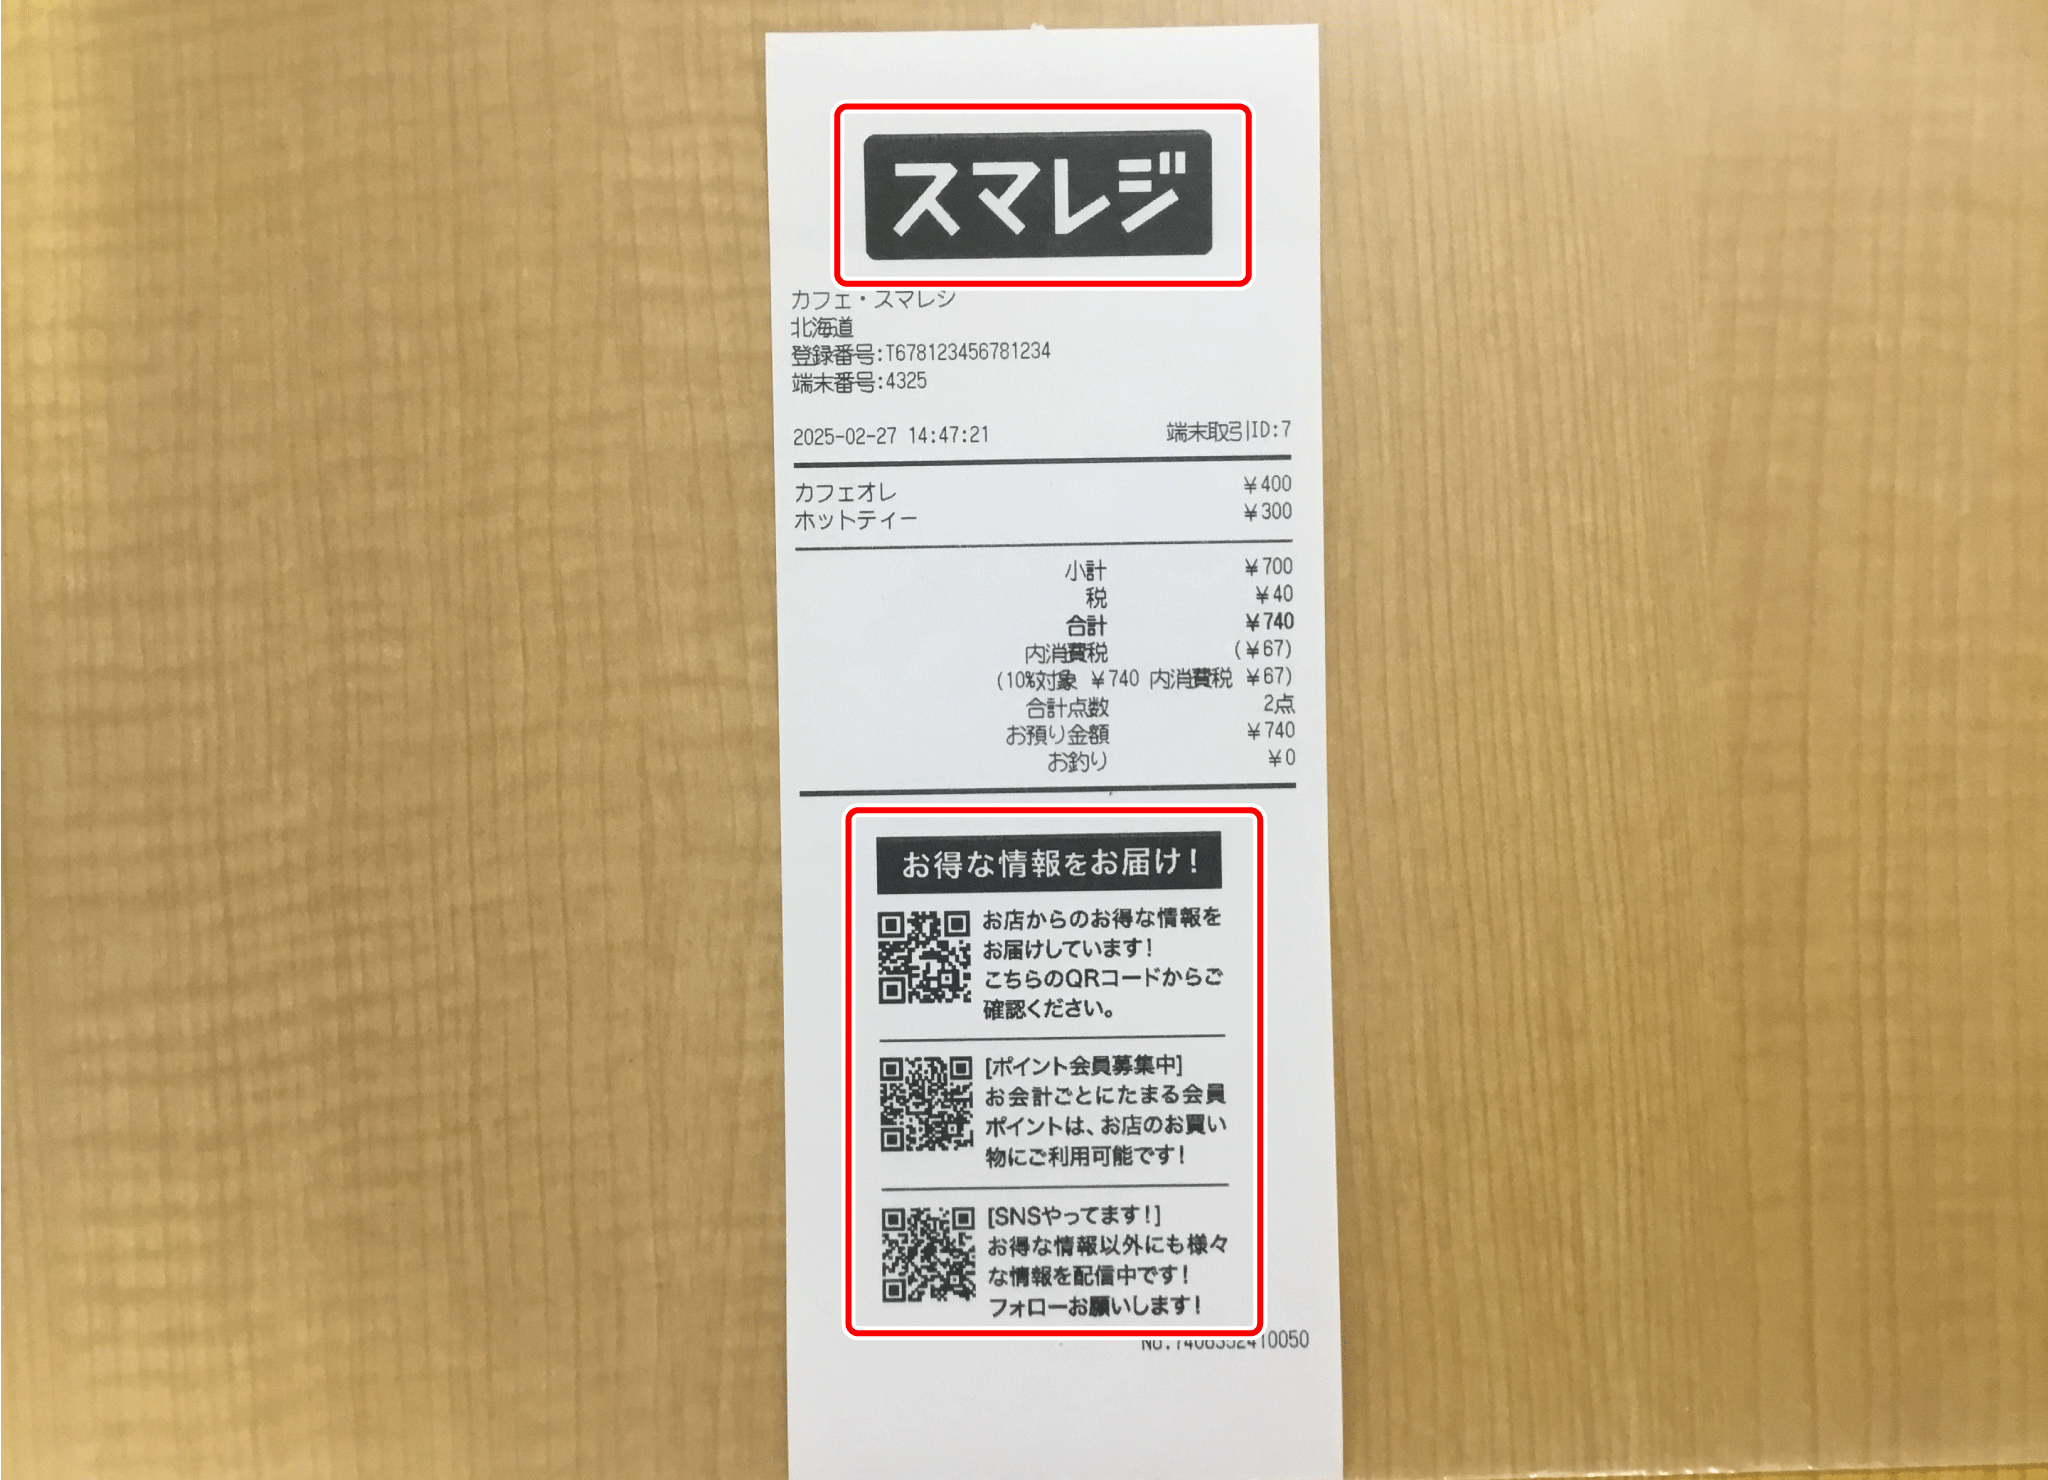 スマレジ
カフェ・スマレジ
北海道
登録番号:T678123456781234
端末番号:4325
2025-02-27 14:47:21 端末取引ID:7
カフェオレ ¥400
ホットティー ¥300
小計 ¥700
税 ¥40
合計 ¥740
内消費税 (¥67)
(10%対象 ¥740 内消費税 ¥67)
合計点数 2点
お預り金額 ¥740
お釣り ¥0
お得な情報をお届け!
お店からのお得な情報を
お届けしています!
こちらのQRコードからご
確認ください。
[ポイント会員募集中]
お会計ごとにたまる会員
ポイントは、お店のお買い
物にご利用可能です!
[SNSやってます!]
お得な情報以外にも様々
な情報を配信中です!
フォローお願いします!
No.7408352410050